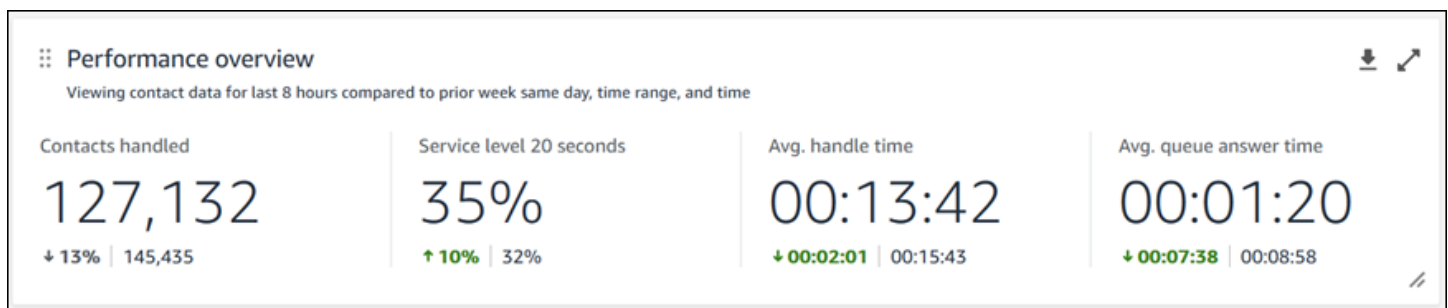 Performance overview
Viewing contact data for last 8 hours compared to prior week same day, time range, and time
Contacts handled
127,132
↓ 13% | 145,435
Service level 20 seconds
35%
↑ 10% | 32%
Avg. handle time
00:13:42
↓ 00:02:01 | 00:15:43
Avg. queue answer time
00:01:20
↓ 00:07:38 | 00:08:58